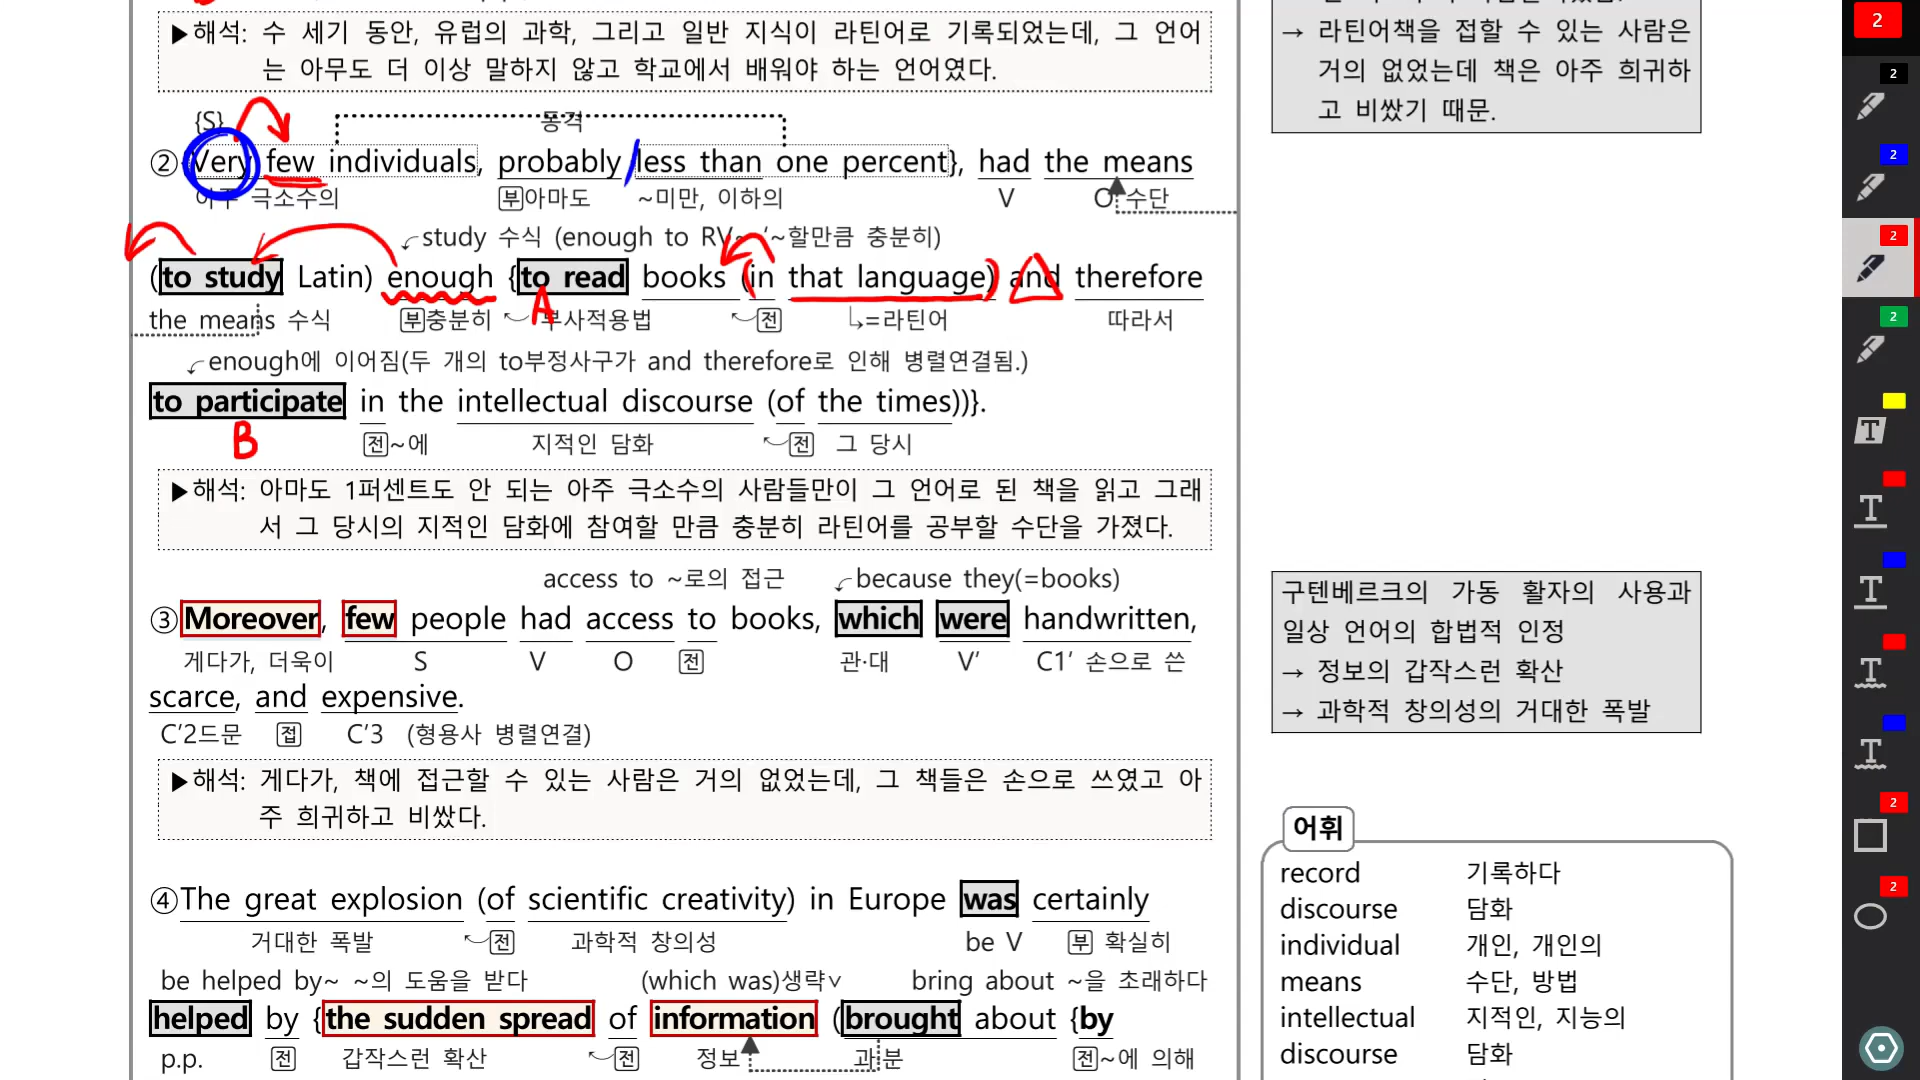 ▶해석: 수 세기 동안, 유럽의 과학, 그리고 일반 지식이 라틴어로 기록되었는데, 그 언어
는 아무도 더 이상 말하지 않고 학교에서 배워야 하는 언어였다.
{S} 동격
②{Very few individuals, probably less than one percent}, had the means
아주 극소수의 부아마도 ~미만, 이하의 V O 수단
study 수식 (enough to RV~ ‘~할만큼 충분히)
(to study Latin) enough {to read books (in that language) and therefore
the means 수식 부충분히 부사적용법 전 =라틴어 따라서
A
enough에 이어짐(두 개의 to부정사구가 and therefore로 인해 병렬연결됨.)
to participate in the intellectual discourse (of the times))}.
B 전~에 지적인 담화 전 그 당시
▶해석: 아마도 1퍼센트도 안 되는 아주 극소수의 사람들만이 그 언어로 된 책을 읽고 그래
서 그 당시의 지적인 담화에 참여할 만큼 충분히 라틴어를 공부할 수단을 가졌다.
access to ~로의 접근 because they(=books)
③Moreover, few people had access to books, which were handwritten,
게다가, 더욱이 S V O 전 관·대 V′ C1′ 손으로 쓴
scarce, and expensive.
C′2드문 접 C′3 (형용사 병렬연결)
▶해석: 게다가, 책에 접근할 수 있는 사람은 거의 없었는데, 그 책들은 손으로 쓰였고 아
주 희귀하고 비쌌다.
④The great explosion (of scientific creativity) in Europe was certainly
거대한 폭발 전 과학적 창의성 be V 부 확실히
be helped by~ ~의 도움을 받다 (which was)생략∨ bring about ~을 초래하다
helped by {the sudden spread of information (brought about {by
p.p. 전 갑작스런 확산 전 정보 과분 전~에 의해
→ 라틴어책을 접할 수 있는 사람은
거의 없었는데 책은 아주 희귀하
고 비쌌기 때문.
구텐베르크의 가동 활자의 사용과
일상 언어의 합법적 인정
→ 정보의 갑작스런 확산
→ 과학적 창의성의 거대한 폭발
어휘
record 기록하다
discourse 담화
individual 개인, 개인의
means 수단, 방법
intellectual 지적인, 지능의
discourse 담화
2
2
2
2
2
T
2
T
T
T
T
2
2